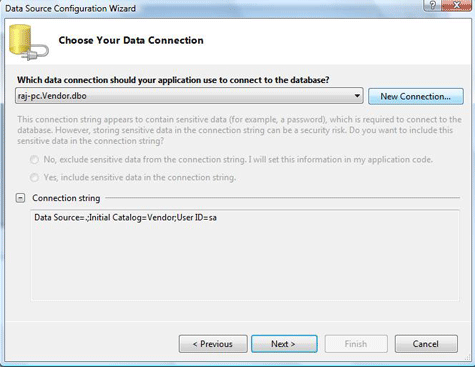 Data Source Configuration Wizard
?
Choose Your Data Connection
Which data connection should your application use to connect to the database?
raj-pc.Vendor.dbo
New Connection...
This connection string appears to contain sensitive data (for example, a password), which is required to connect to the
database. However, storing sensitive data in the connection string can be a security risk. Do you want to include this
sensitive data in the connection string?
No, exclude sensitive data from the connection string. I will set this information in my application code.
Yes, include sensitive data in the connection string.
Connection string
Data Source=.;Initial Catalog=Vendor;User ID=sa
< Previous
Next >
Finish
Cancel